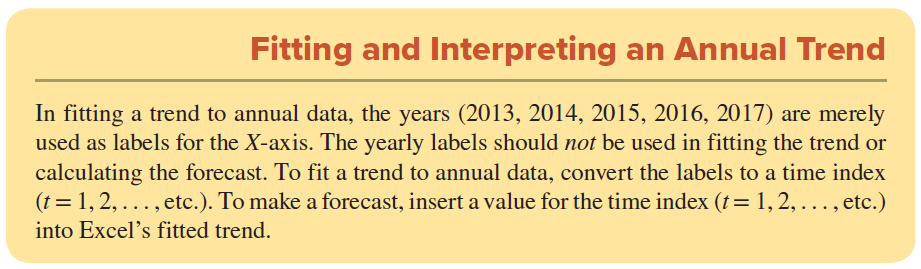 Fitting and Interpreting an Annual Trend
In fitting a trend to annual data, the years (2013, 2014, 2015, 2016, 2017) are merely
used as labels for the X-axis. The yearly labels should not be used in fitting the trend or
calculating the forecast. To fit a trend to annual data, convert the labels to a time index
(t = 1, 2, . . . , etc.). To make a forecast, insert a value for the time index (t = 1, 2, . . . , etc.)
into Excel’s fitted trend.